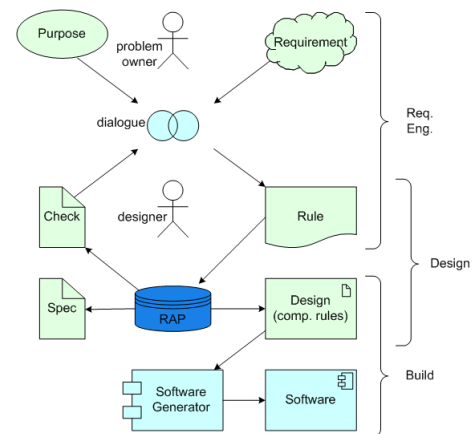 Purpose
problem
owner
Requirement
dialogue
Req.
Eng.
Check
designer
Rule
Design
Spec
RAP
Design
(comp. rules)
Build
Software
Generator
Software